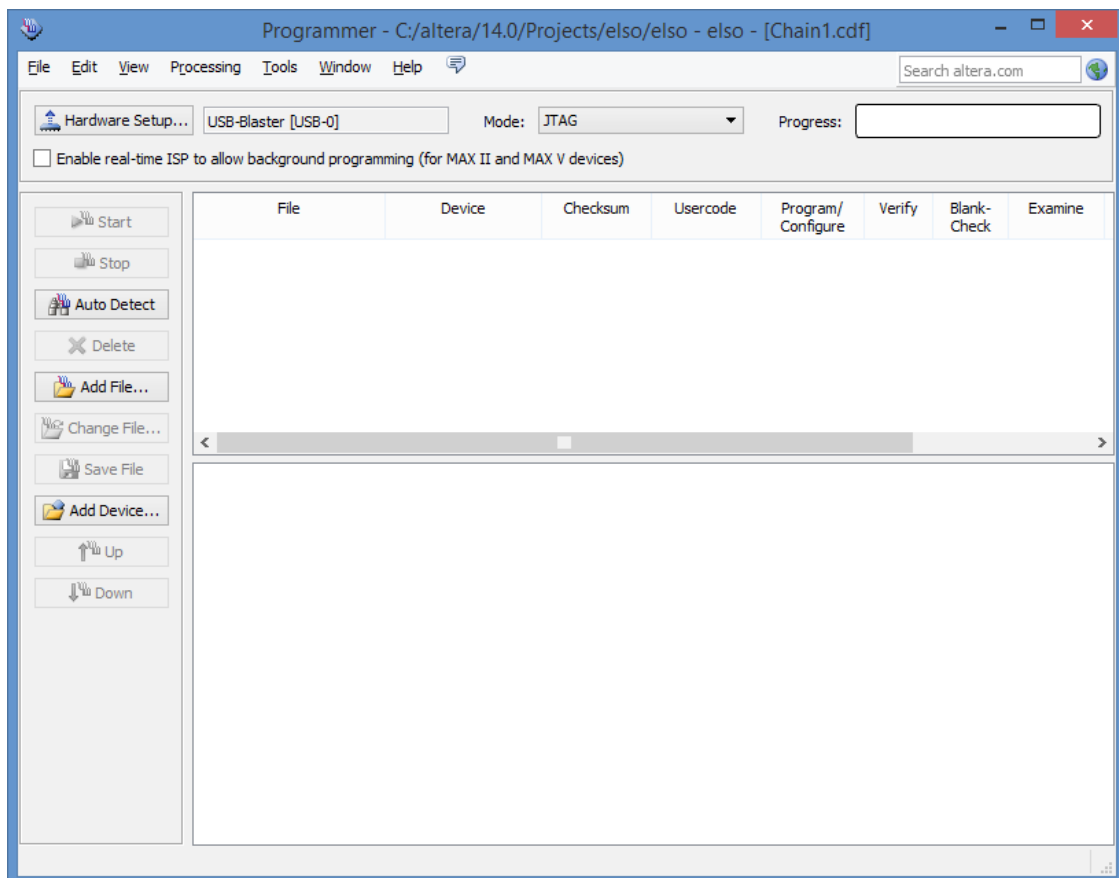 Programmer - C:/altera/14.0/Projects/elso/elso - elso - [Chain1.cdf]
File Edit View Processing Tools Window Help Search altera.com
Hardware Setup... USB-Blaster [USB-0] Mode: JTAG Progress:
Enable real-time ISP to allow background programming (for MAX II and MAX V devices)
File Device Checksum Usercode Program/ Configure Verify Blank- Check Examine
Start
Stop
Auto Detect
Delete
Add File...
Change File...
Save File
Add Device...
Up
Down